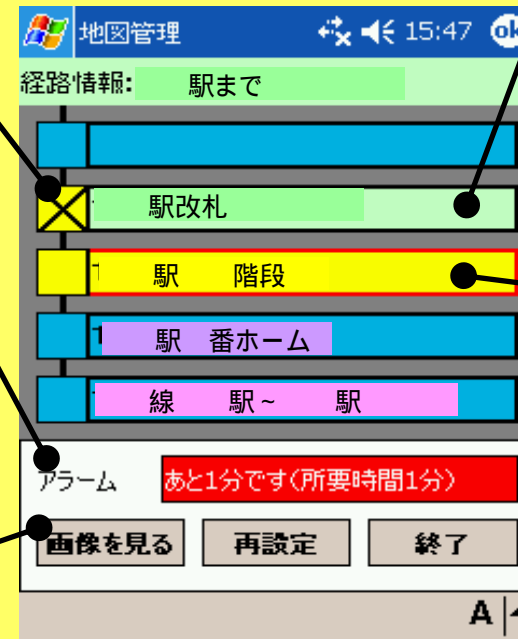 地図管理 15:47 ok
経路情報: 駅まで
駅改札
駅 階段
駅 番ホーム
線 駅~ 駅
アラーム あと1分です(所要時間1分)
画像を見る 再設定 終了
A